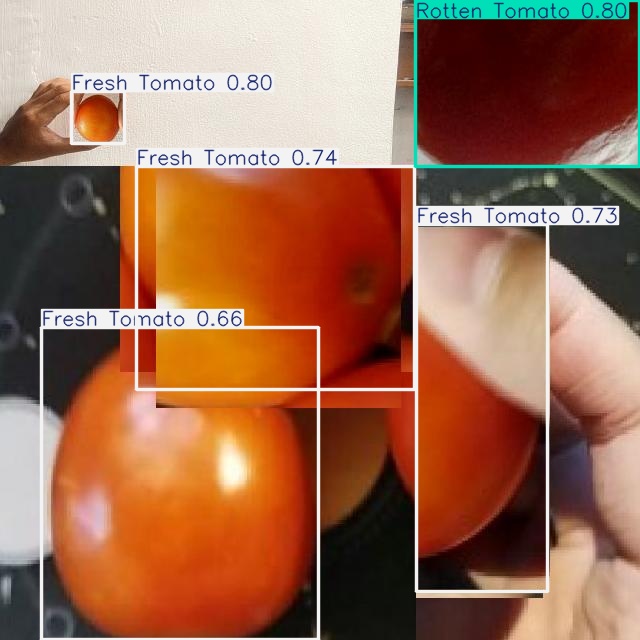 Rotten Tomato 0.80
Fresh Tomato 0.80
Fresh Tomato 0.74
Fresh Tomato 0.73
Fresh Tomato 0.66